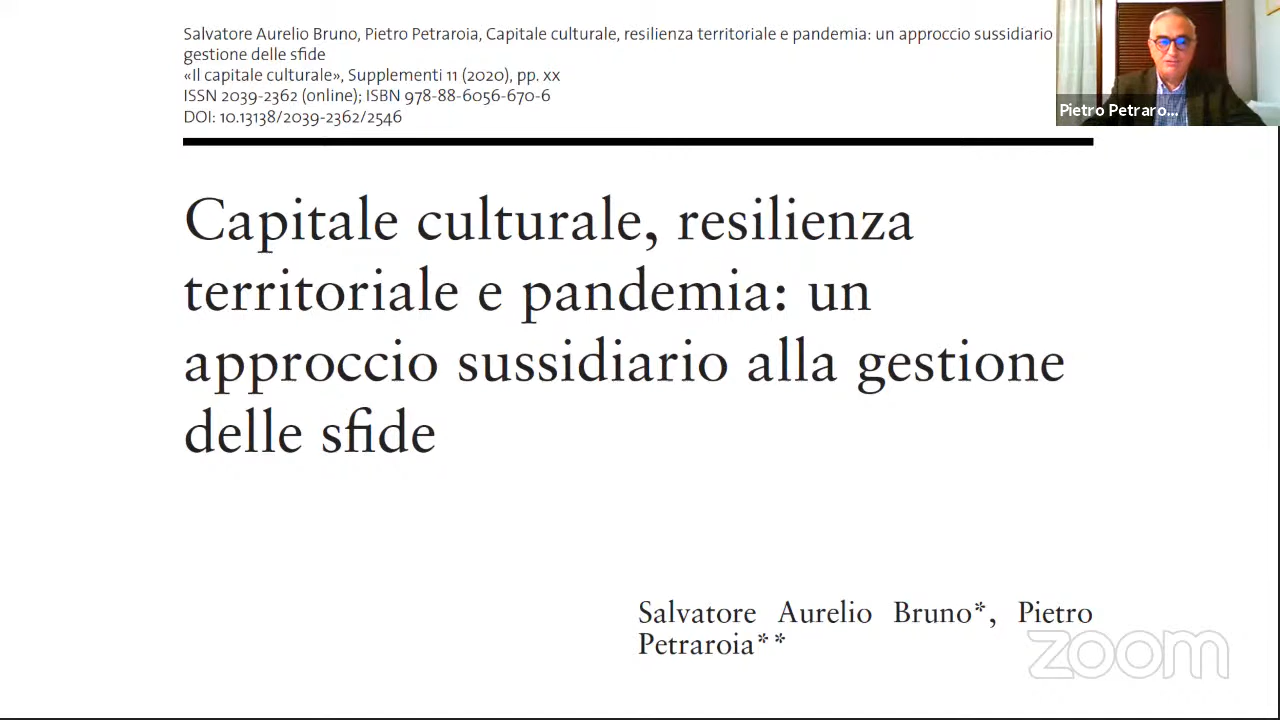 Salvatore Aurelio Bruno, Pietro Petraroia, Capitale culturale, resilienza territoriale e pandemia: un approccio sussidiario
gestione delle sfide
«Il capitale culturale», Supplementi 11 (2020), pp. xx
ISSN 2039-2362 (online); ISBN 978-88-6056-670-6
DOI: 10.13138/2039-2362/2546
Pietro Petraro...
Capitale culturale, resilienza
territoriale e pandemia: un
approccio sussidiario alla gestione
delle sfide
Salvatore Aurelio Bruno*, Pietro
Petraroia**
zoom